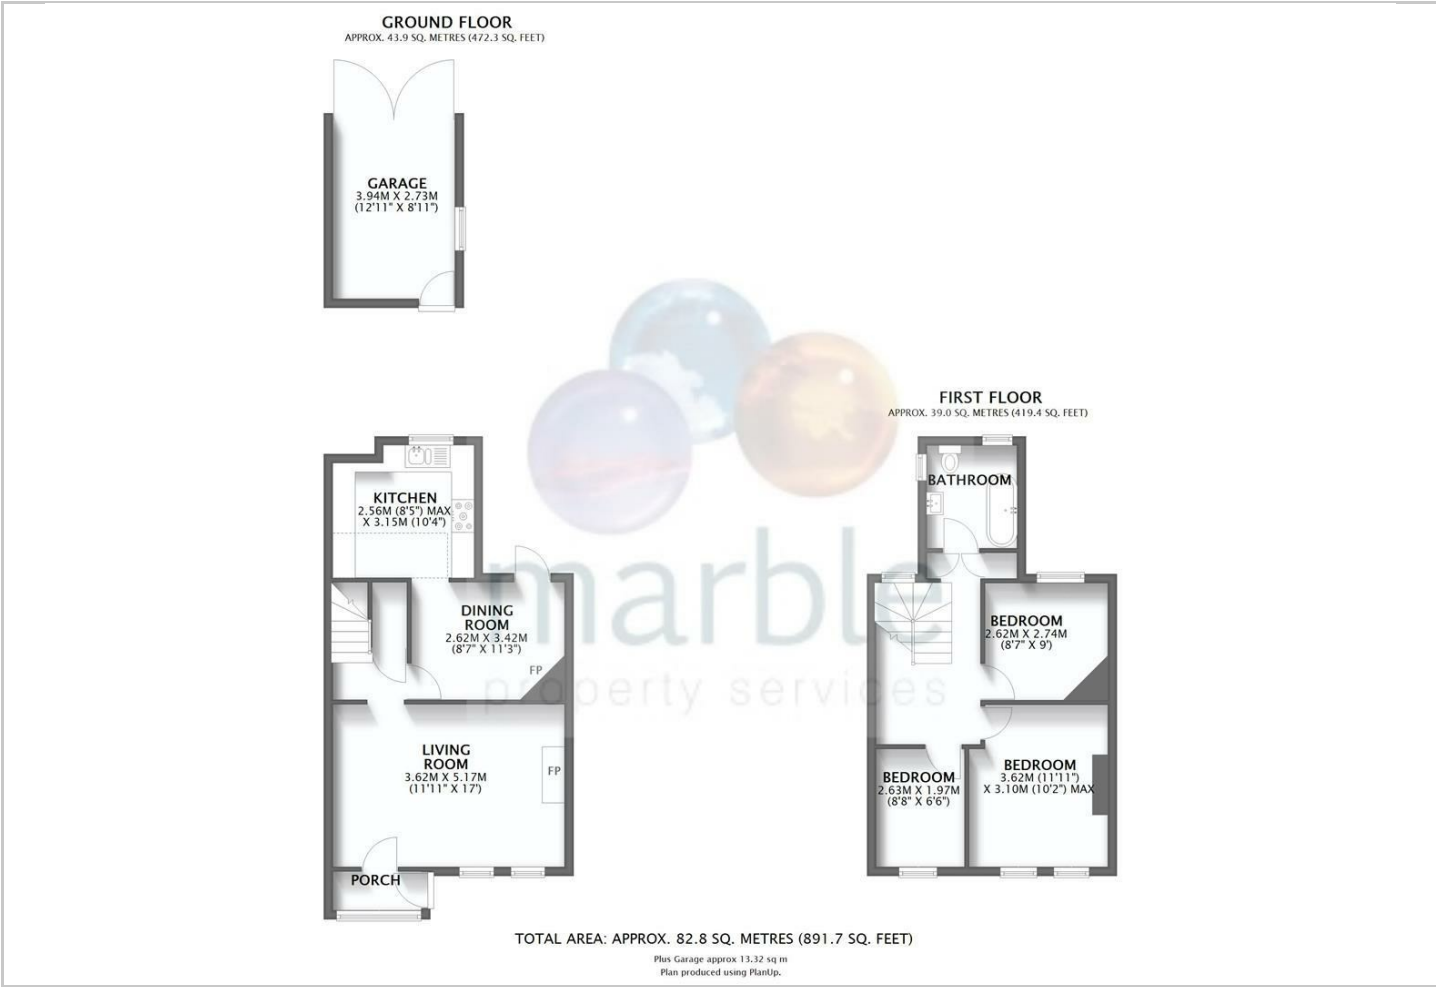 GROUND FLOOR
APPROX. 43.9 SQ. METRES (472.3 SQ. FEET)
GARAGE
3.94M X 2.73M
(12'11" X 8'11")
FIRST FLOOR
APPROX. 39.0 SQ. METRES (419.4 SQ. FEET)
KITCHEN
2.56M (8'5") MAX
X 3.15M (10'4")
BATHROOM
marble
property services
DINING
ROOM
2.62M X 3.42M
(8'7" X 11'3")
FP
BEDROOM
2.62M X 2.74M
(8'7" X 9')
LIVING
ROOM
3.62M X 5.17M
(11'11" X 17')
FP
BEDROOM
2.63M X 1.97M
(8'8" X 6'6")
BEDROOM
3.62M (11'11")
X 3.10M (10'2") MAX
PORCH
TOTAL AREA: APPROX. 82.8 SQ. METRES (891.7 SQ. FEET)
Plus Garage approx 13.32 sq m
Plan produced using PlanUp.